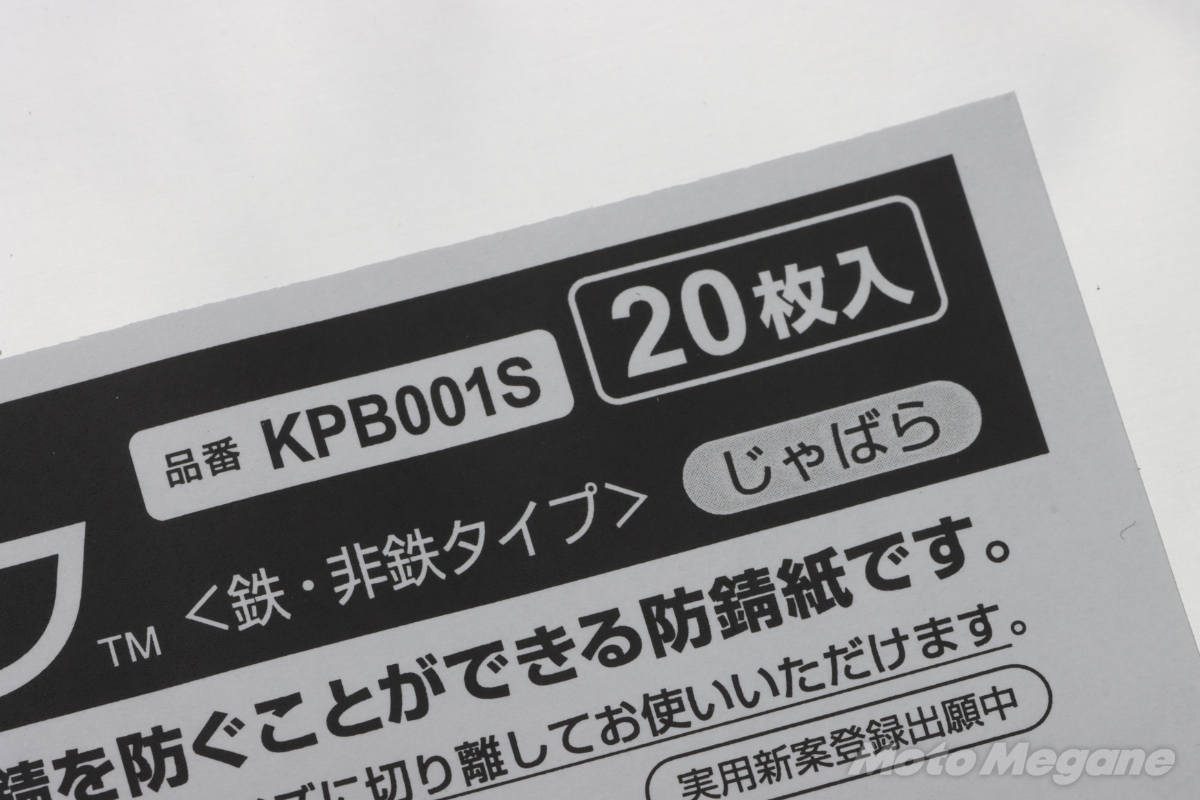 20枚入
品番 KPB001S
じゃばら
TM <鉄・非鉄タイプ>
錆を防ぐことができる防錆紙です。
ズに切り離してお使いいただけます。
実用新案登録出願中
Moto Megane